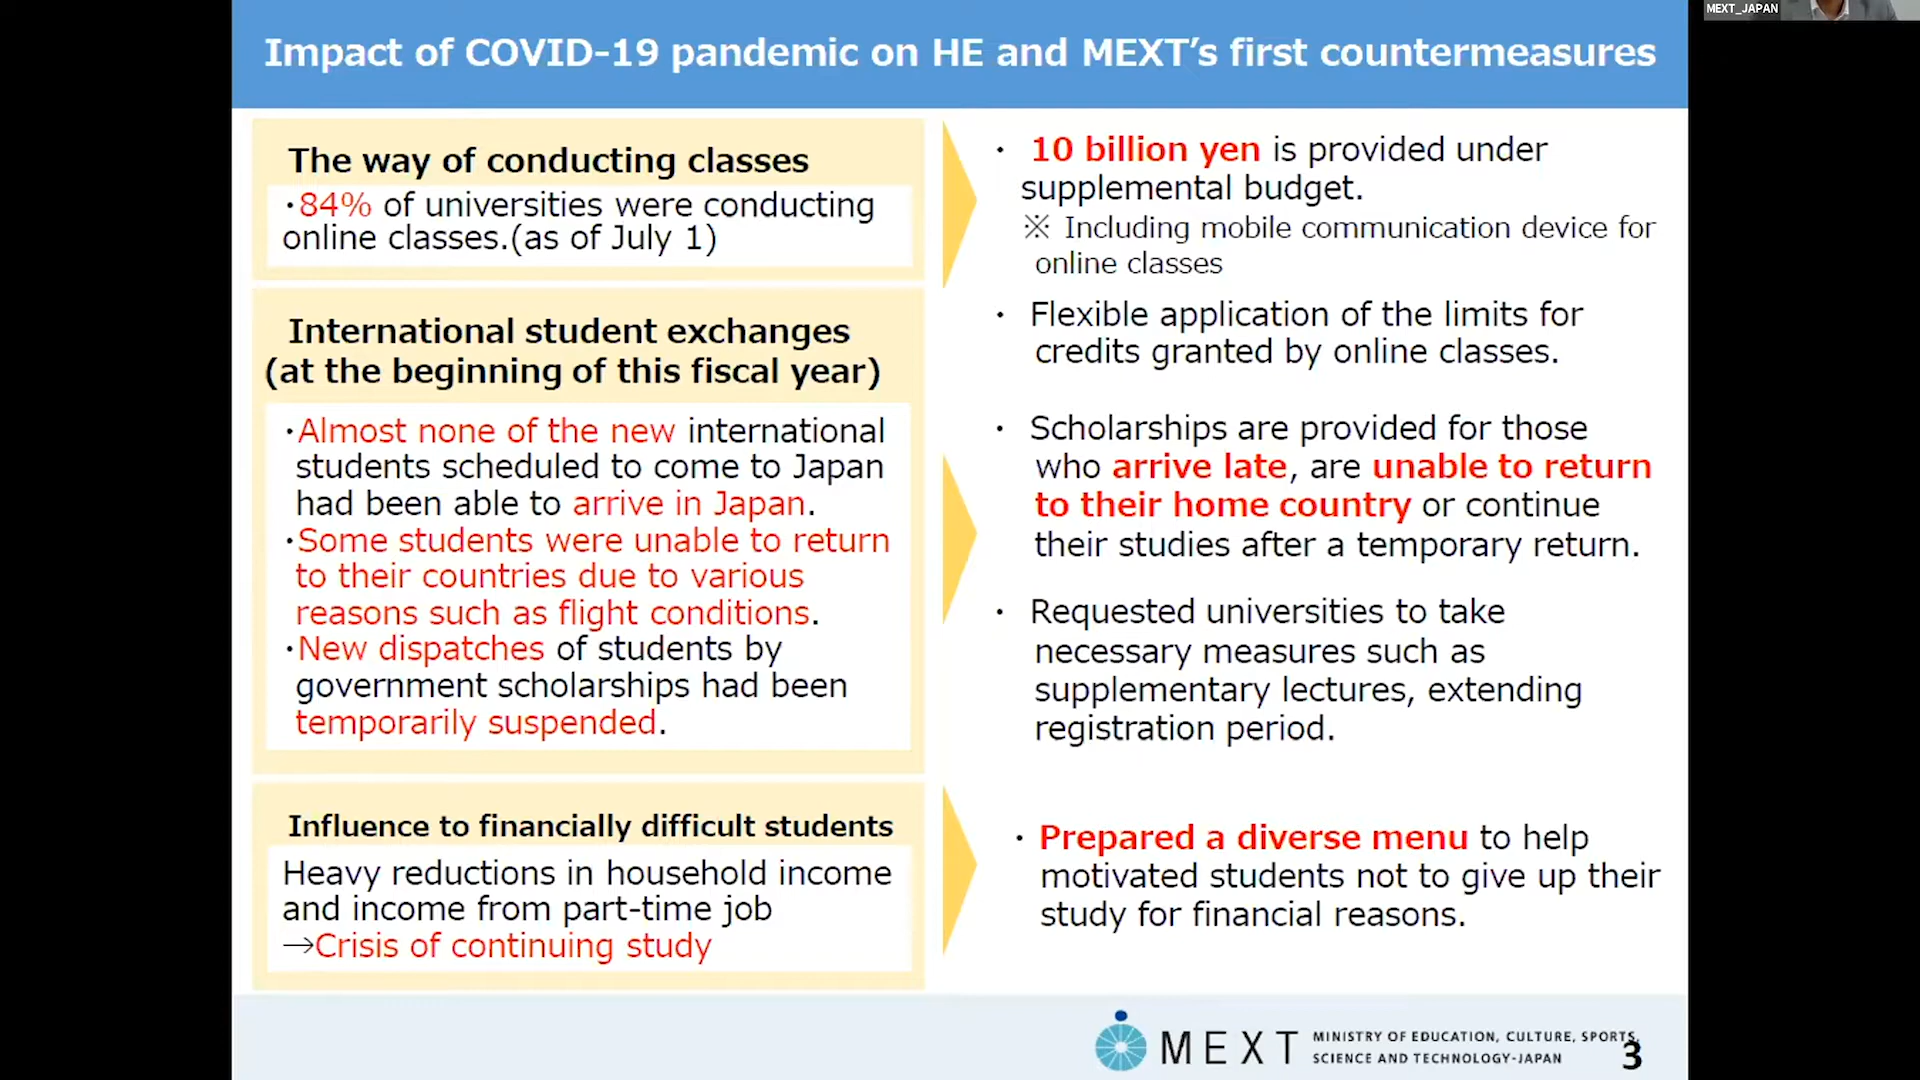 MEXT_JAPAN
Impact of COVID-19 pandemic on HE and MEXT's first countermeasures
The way of conducting classes
・84% of universities were conducting
online classes.(as of July 1)
International student exchanges
(at the beginning of this fiscal year)
・Almost none of the new international
students scheduled to come to Japan
had been able to arrive in Japan.
・Some students were unable to return
to their countries due to various
reasons such as flight conditions.
・New dispatches of students by
government scholarships had been
temporarily suspended.
Influence to financially difficult students
Heavy reductions in household income
and income from part-time job
→Crisis of continuing study
・ 10 billion yen is provided under
supplemental budget.
※ Including mobile communication device for
online classes
・ Flexible application of the limits for
credits granted by online classes.
・ Scholarships are provided for those
who arrive late, are unable to return
to their home country or continue
their studies after a temporary return.
・ Requested universities to take
necessary measures such as
supplementary lectures, extending
registration period.
・ Prepared a diverse menu to help
motivated students not to give up their
study for financial reasons.
MEXT
MINISTRY OF EDUCATION, CULTURE, SPORTS,
SCIENCE AND TECHNOLOGY-JAPAN
3